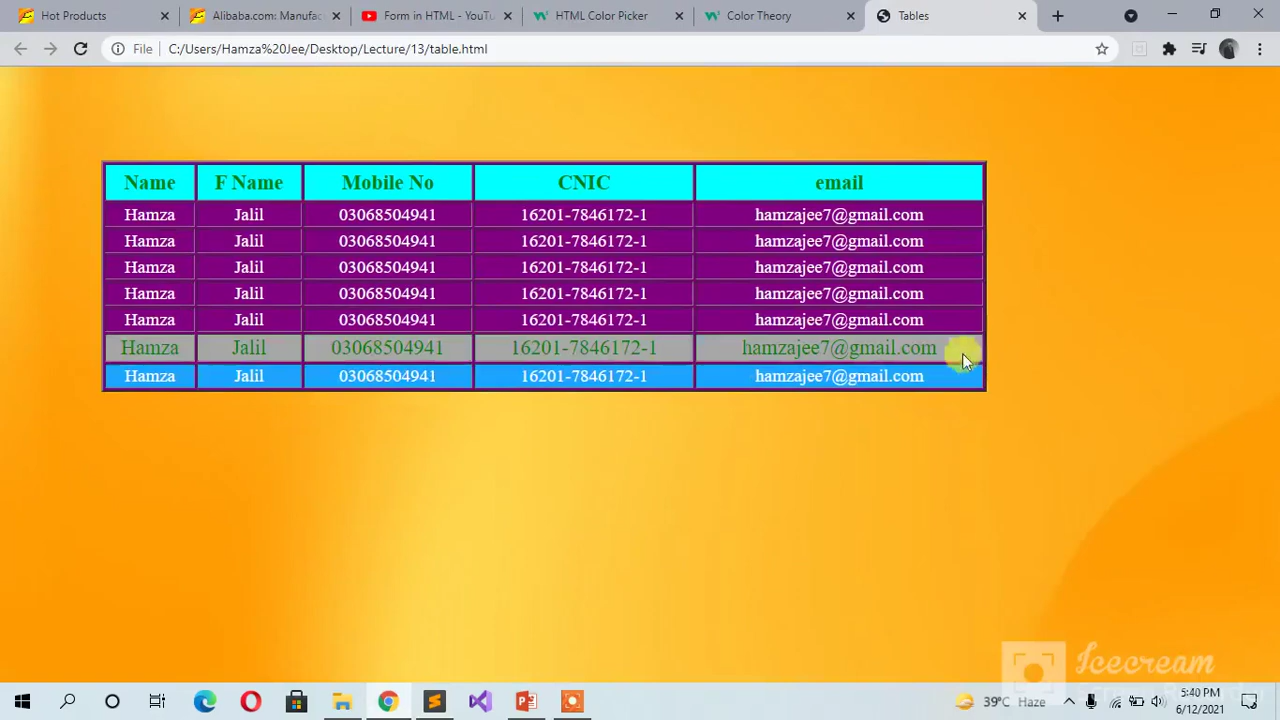 Hot Products
Alibaba.com: Manufac
Form in HTML - YouTu
HTML Color Picker
Color Theory
Tables
File
C:/Users/Hamza%20Jee/Desktop/Lecture/13/table.html
Name F Name Mobile No CNIC email
Hamza Jalil 03068504941 16201-7846172-1 hamzajee7@gmail.com
Hamza Jalil 03068504941 16201-7846172-1 hamzajee7@gmail.com
Hamza Jalil 03068504941 16201-7846172-1 hamzajee7@gmail.com
Hamza Jalil 03068504941 16201-7846172-1 hamzajee7@gmail.com
Hamza Jalil 03068504941 16201-7846172-1 hamzajee7@gmail.com
Hamza Jalil 03068504941 16201-7846172-1 hamzajee7@gmail.com
Hamza Jalil 03068504941 16201-7846172-1 hamzajee7@gmail.com
Icecream
39°C Haze
5:40 PM
6/12/2021